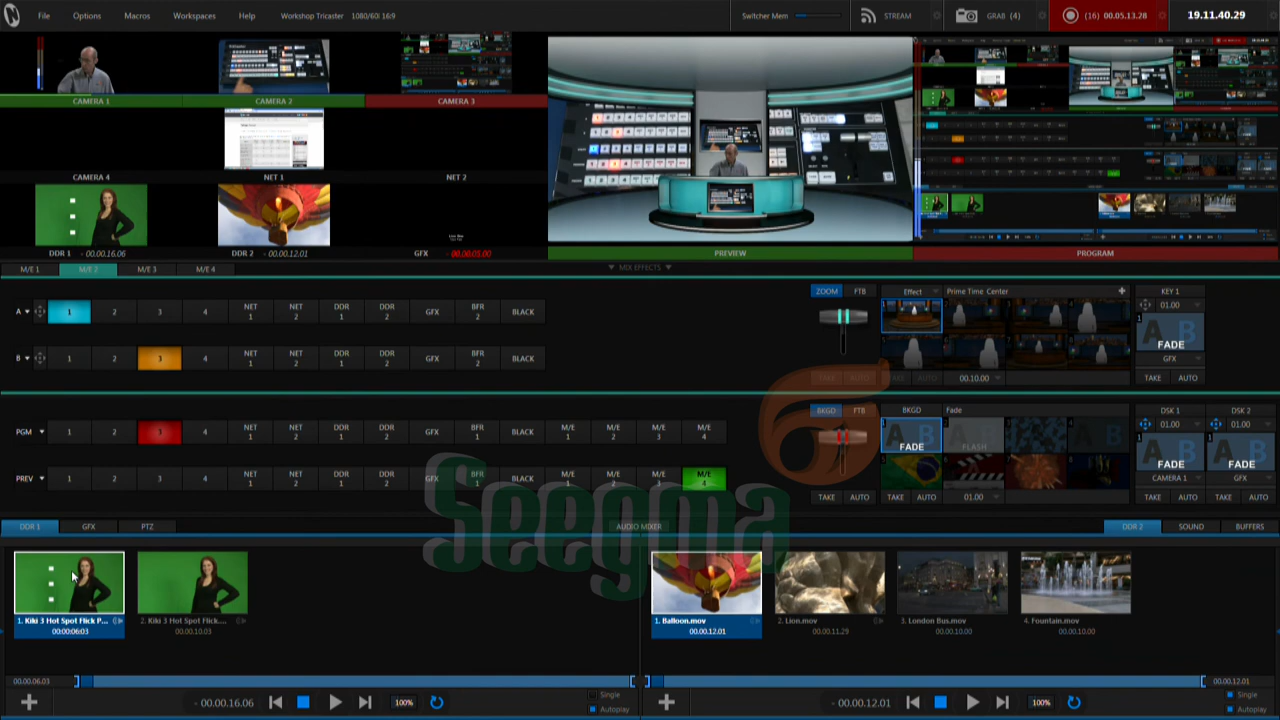 File Options Macros Workspaces Help Workshop Tricaster 1080/60i 16:9 Switcher Mem STREAM GRAB (4) (16) 00.05.13.28 19.11.40.29
CAMERA 1 CAMERA 2 CAMERA 3
CAMERA 4 NET 1 NET 2
DDR 1 - 00.00.16.06 DDR 2 - 00.00.12.01 GFX - 00.00.05.00 PREVIEW PROGRAM
M/E 1 M/E 2 M/E 3 M/E 4 MIX EFFECTS
ZOOM FTB Effect Prime Time Center KEY 1
A 1 2 3 4 NET 1 NET 2 DDR 1 DDR 2 GFX BFR 2 BLACK 01.00
A B FADE
B 1 2 3 4 NET 1 NET 2 DDR 1 DDR 2 GFX BFR 2 BLACK GFX
TAKE AUTO TAKE AUTO 00.10.00 TAKE AUTO
BKGD FTB BKGD Fade DSK 1 DSK 2
PGM 1 2 3 4 NET 1 NET 2 DDR 1 DDR 2 GFX BFR 1 BLACK M/E 1 M/E 2 M/E 3 M/E 4 01.00 01.00
A B FADE FLASH A B FADE A B FADE
PREV 1 2 3 4 NET 1 NET 2 DDR 1 DDR 2 GFX BFR 1 BLACK M/E 1 M/E 2 M/E 3 M/E 4 CAMERA 1 GFX
TAKE AUTO TAKE AUTO 01.00 TAKE AUTO TAKE AUTO
Seegma
DDR 1 GFX PTZ AUDIO MIXER DDR 2 SOUND BUFFERS
1. Kiki 3 Hot Spot Flick P... 2. Kiki 3 Hot Spot Flick.... 1. Balloon.mov 2. Lion.mov 3. London Bus.mov 4. Fountain.mov
00:00:06:03 00.00.10.03 00.00.12.01 00.00.11.29 00.00.10.00 00.00.10.00
00.00.06.03 00.00.12.01
- 00.00.16.06 100% Single Autoplay - 00.00.12.01 100% Single Autoplay